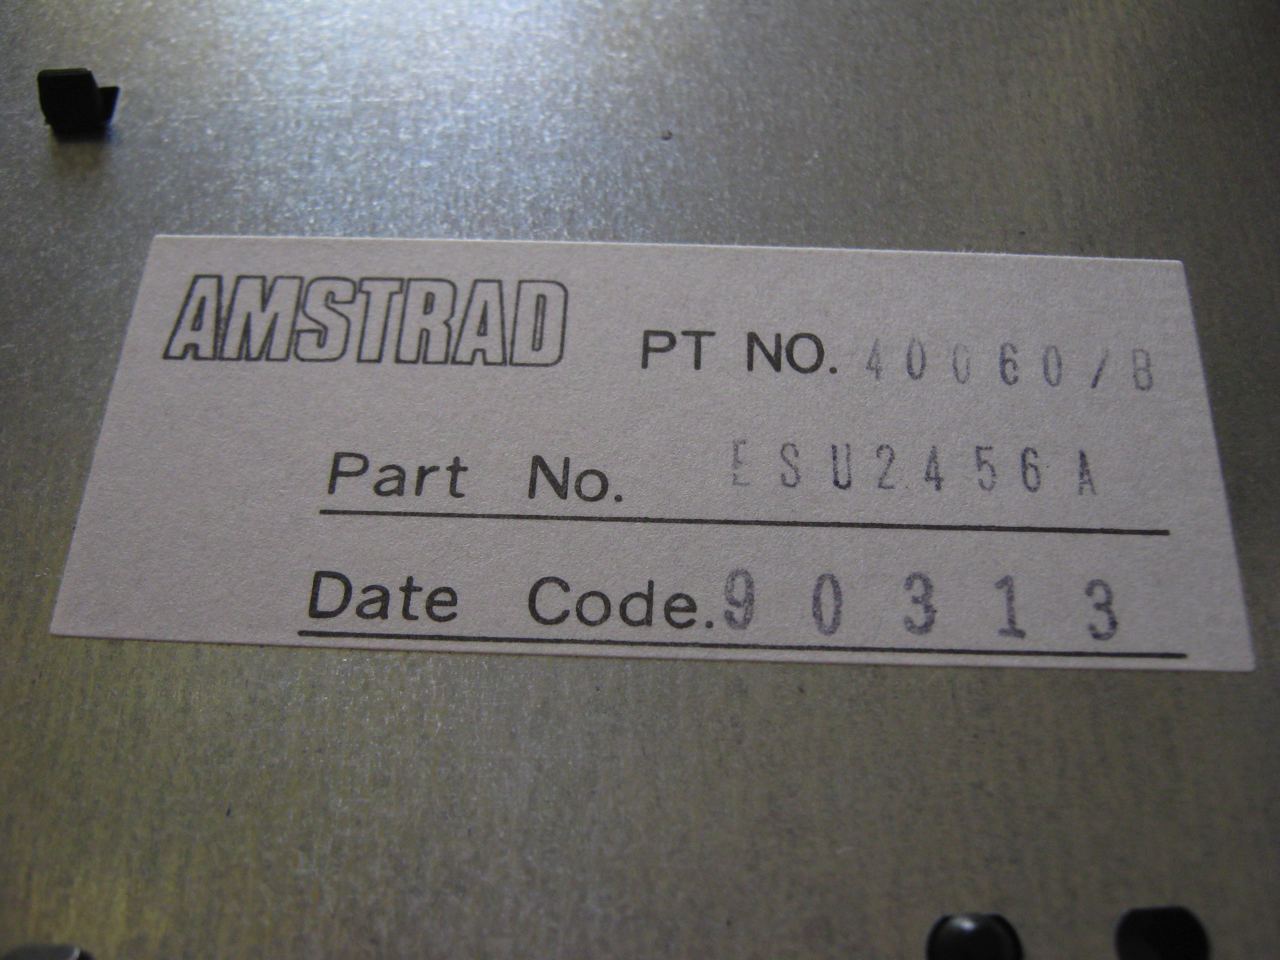 AMSTRAD PT NO. 40060/B
Part No. ESU2456A
Date Code. 90313